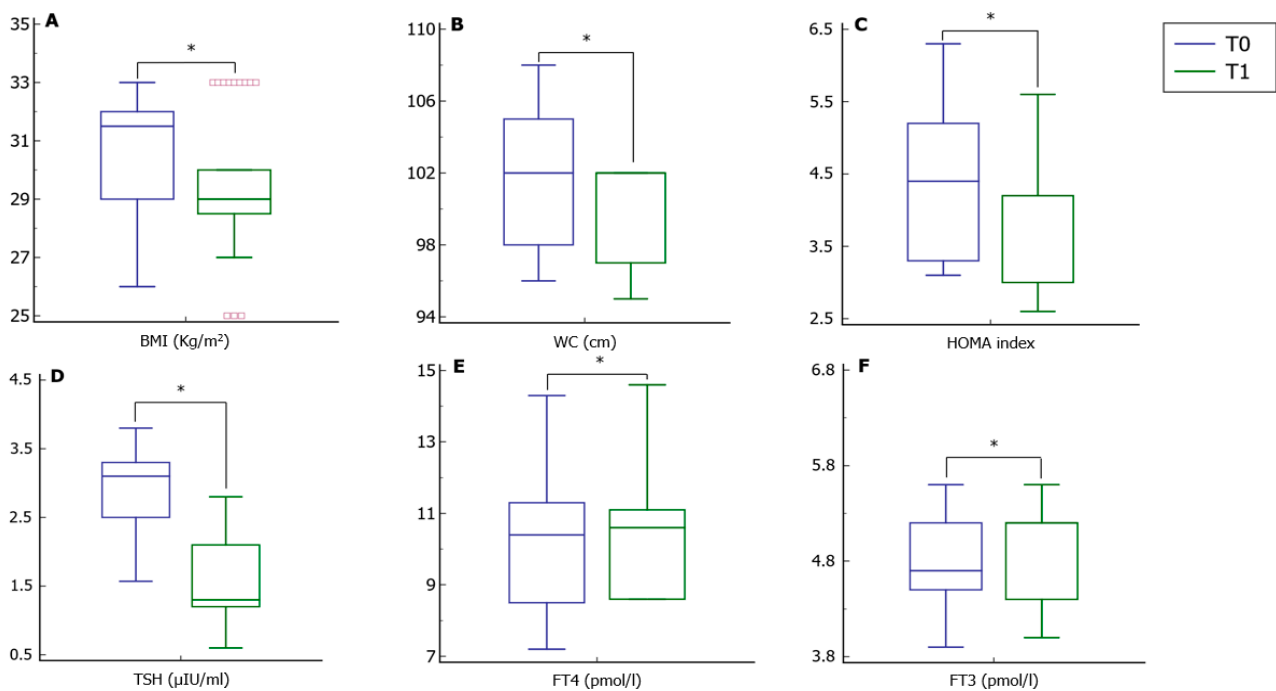 A
35
33
31
29
27
25
*
BMI (Kg/m²)
B
110
106
102
98
94
*
WC (cm)
C
6.5
5.5
4.5
3.5
2.5
*
HOMA index
T0
T1
D
4.5
3.5
2.5
1.5
0.5
*
TSH (μIU/ml)
E
15
13
11
9
7
*
FT4 (pmol/l)
F
6.8
5.8
4.8
3.8
*
FT3 (pmol/l)